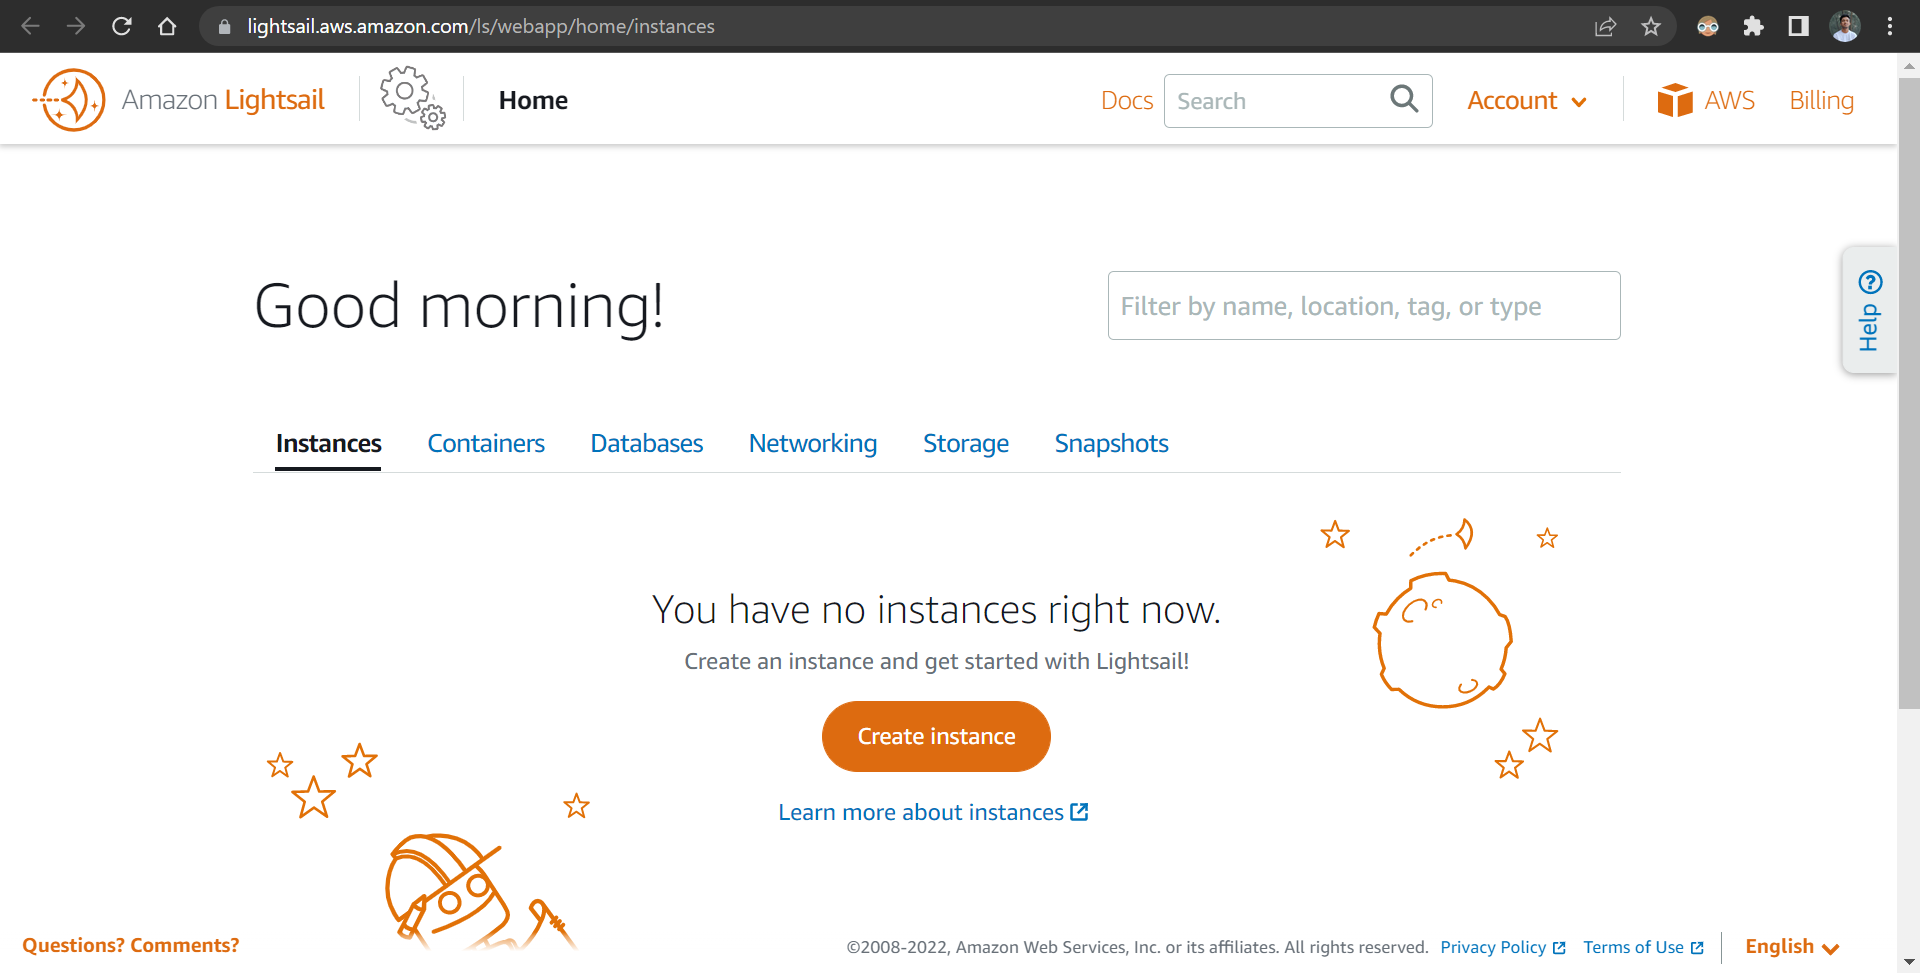 lightsail.aws.amazon.com/ls/webapp/home/instances
Amazon Lightsail
Home
Docs
Search
Account
AWS
Billing
Good morning!
Filter by name, location, tag, or type
Help
Instances
Containers
Databases
Networking
Storage
Snapshots
You have no instances right now.
Create an instance and get started with Lightsail!
Create instance
Learn more about instances
Questions? Comments?
©2008-2022, Amazon Web Services, Inc. or its affiliates. All rights reserved.
Privacy Policy
Terms of Use
English